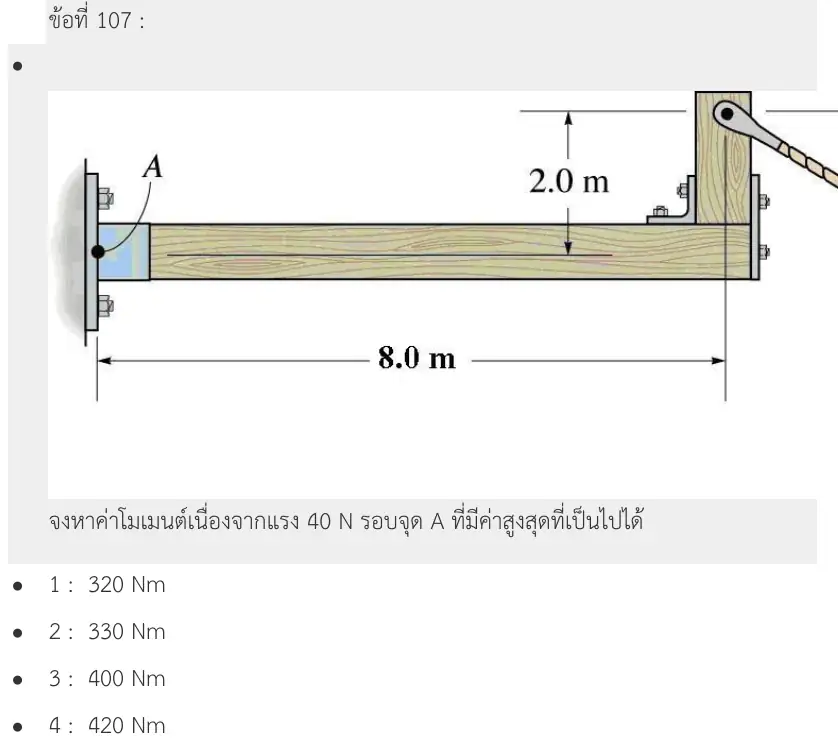 ข้อที่ 107 :
A
2.0 m
8.0 m
จงหาค่าโมเมนต์เนื่องจากแรง 40 N รอบจุด A ที่มีค่าสูงสุดที่เป็นไปได้
1 : 320 Nm
2 : 330 Nm
3 : 400 Nm
4 : 420 Nm